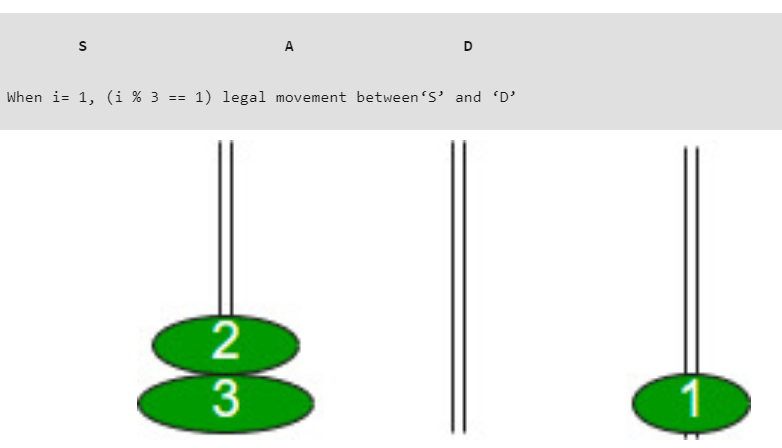 S A D
When i= 1, (i % 3 == 1) legal movement between‘S’ and ‘D’
2
3
1